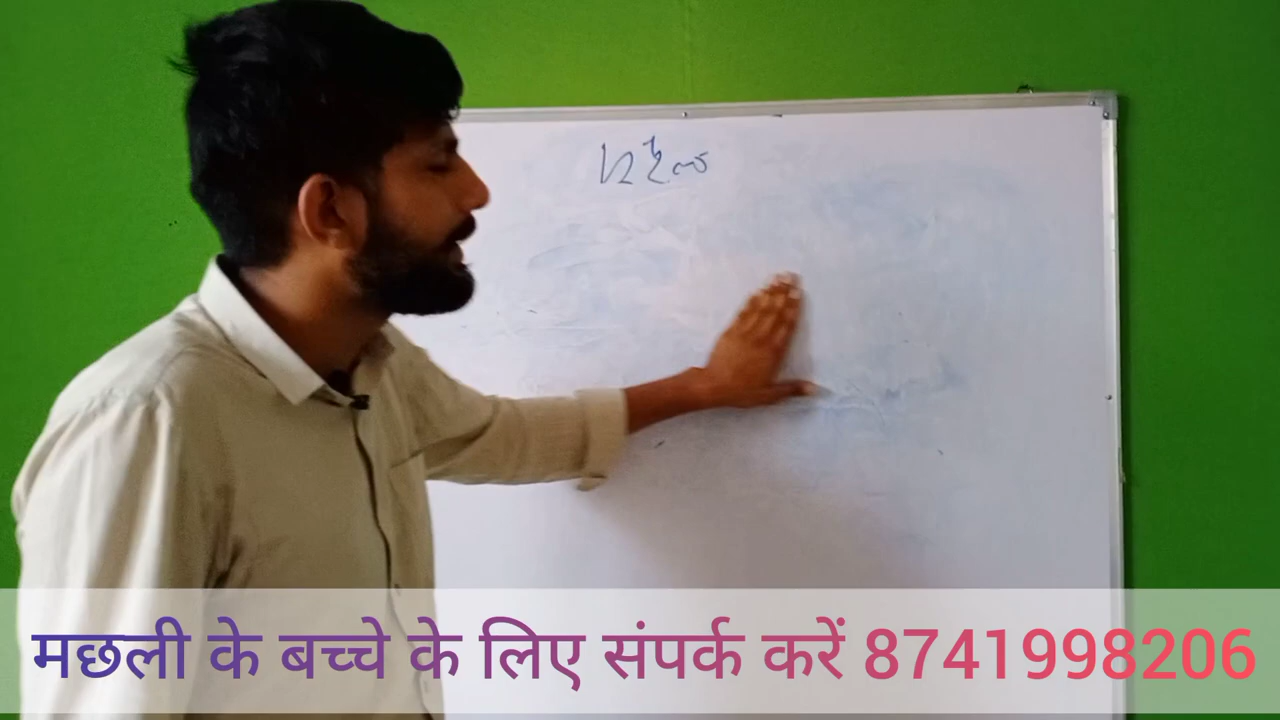 मछली के बच्चे के लिए संपर्क करें 8741998206